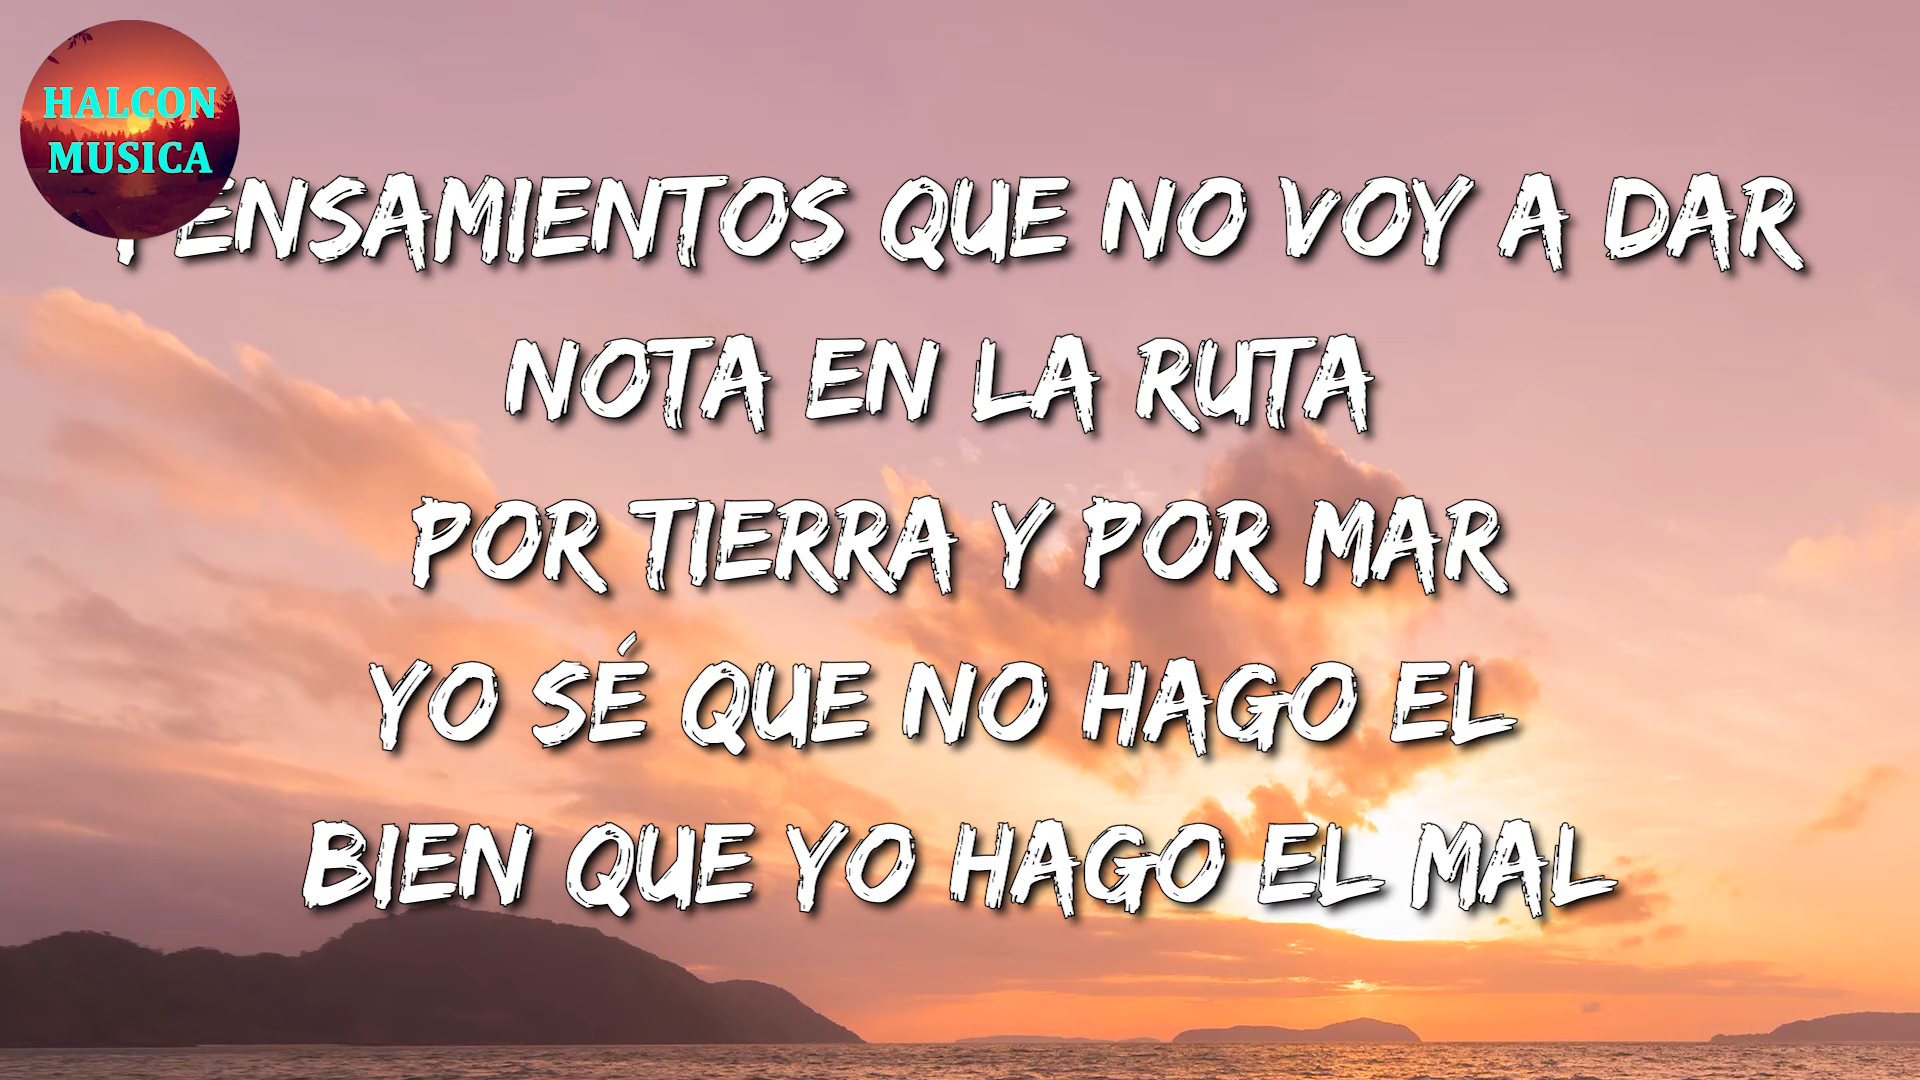 HALCON
MUSICA
PENSAMIENTOS QUE NO VOY A DAR
NOTA EN LA RUTA
POR TIERRA Y POR MAR
YO SÉ QUE NO HAGO EL
BIEN QUE YO HAGO EL MAL